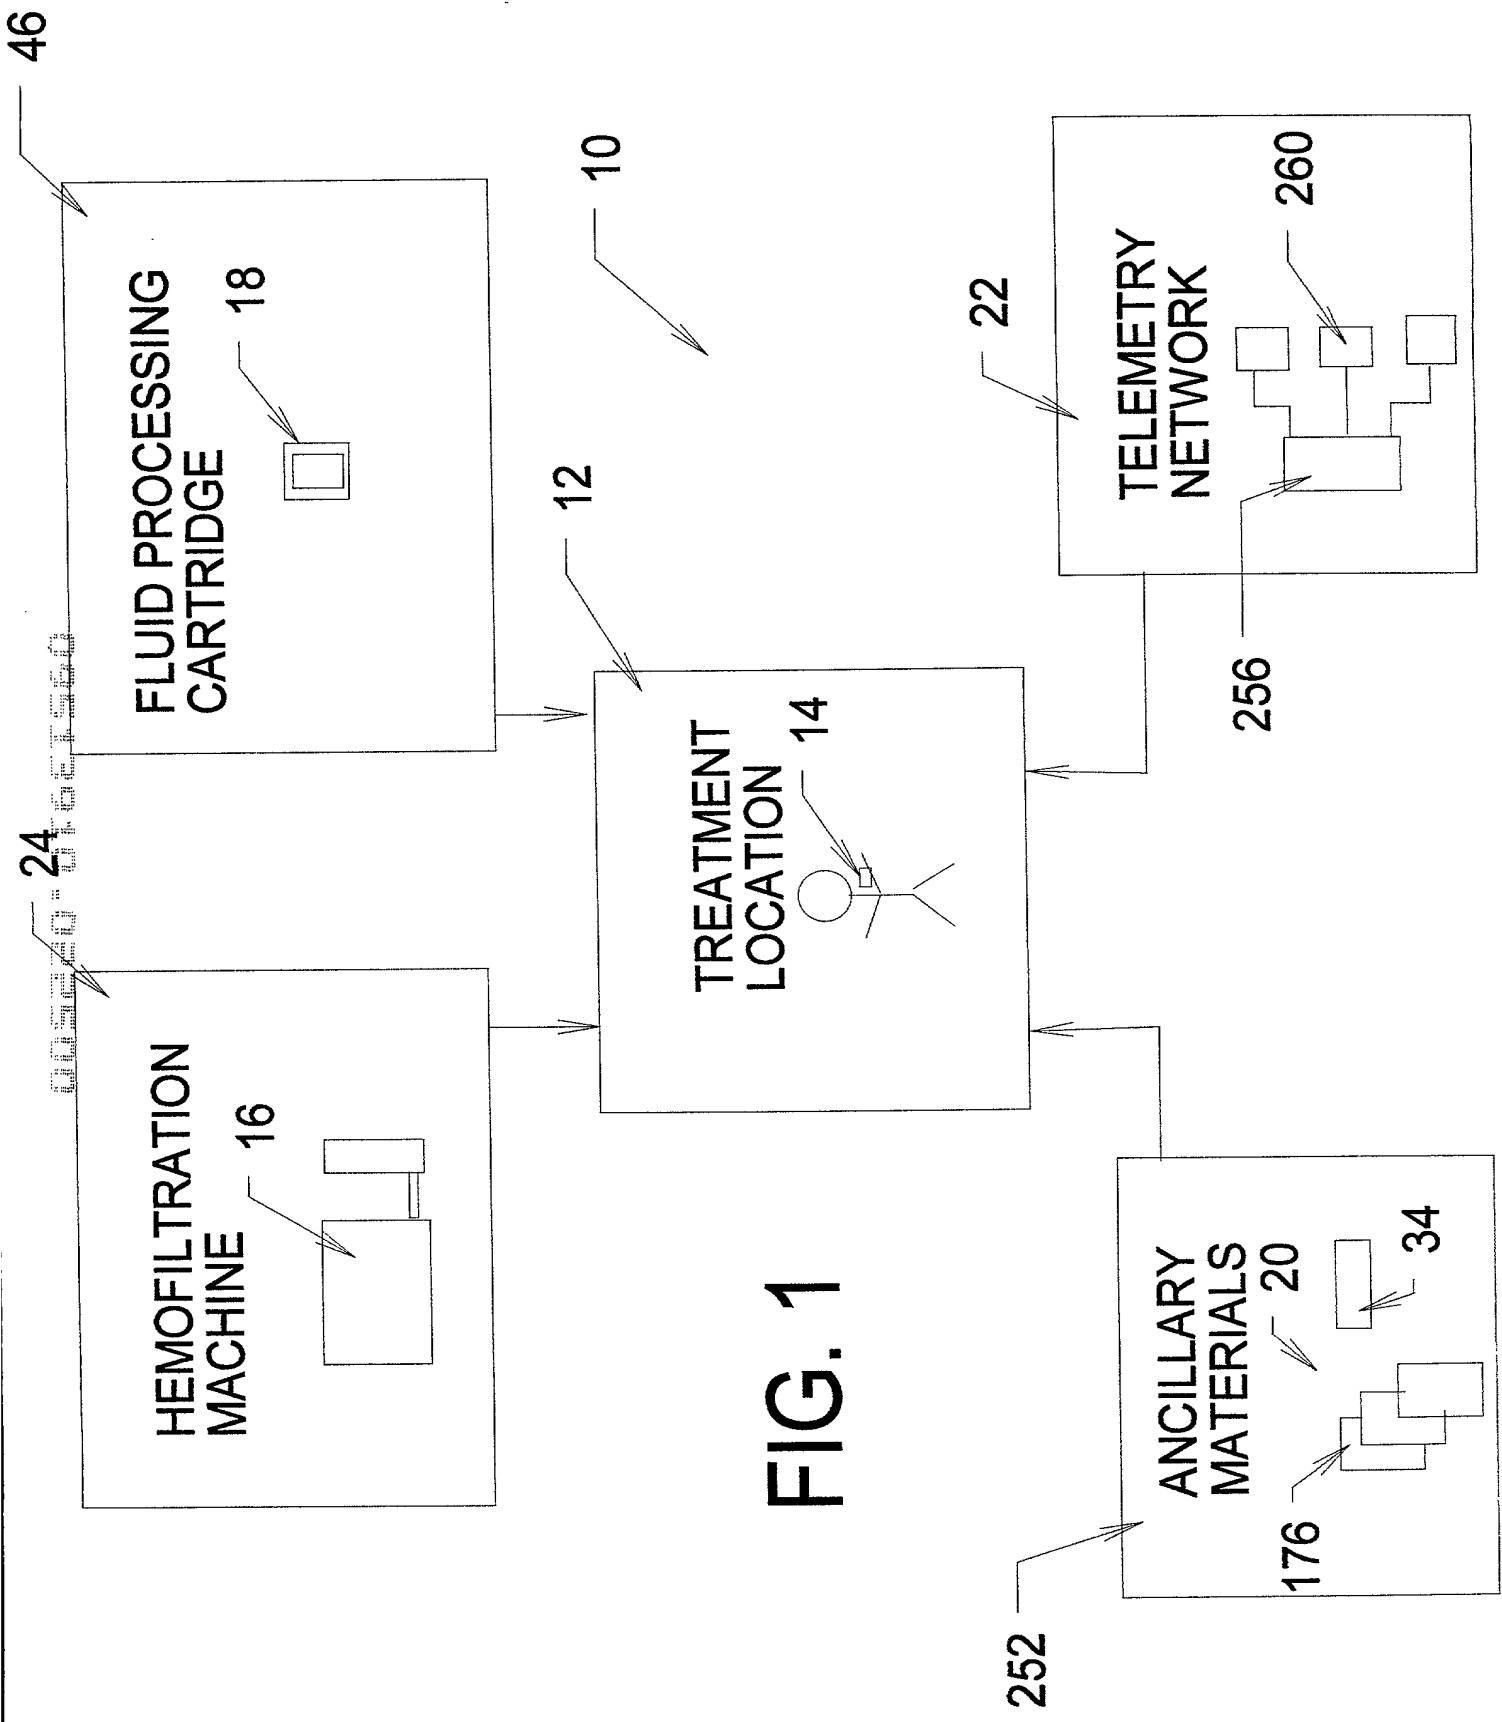 24
46
HEMOFILTRATION
MACHINE
16
FLUID PROCESSING
CARTRIDGE
18
10
12
TREATMENT
LOCATION
14
FIG. 1
252
ANCILLARY
MATERIALS
20
176
34
22
TELEMETRY
NETWORK
256
260